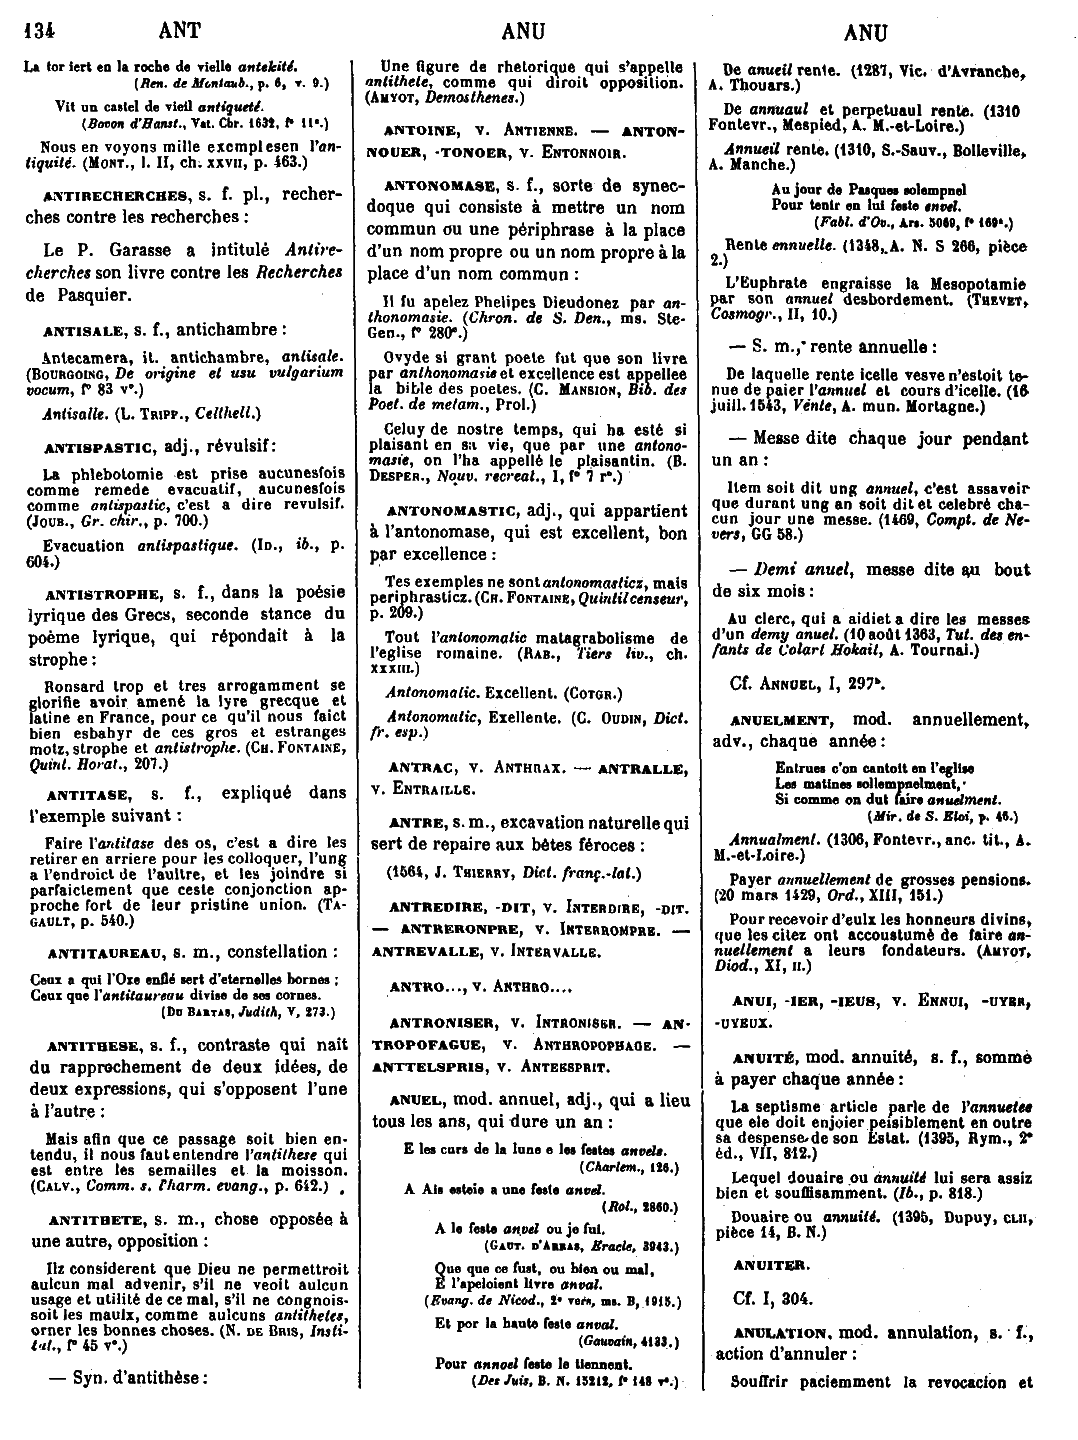 134 ANT ANU ANU
La tor iert en la roche de vielle antekité.
(Ren. de Montaub., p. 6, v. 9.)
Vit un castel de vieil antiqueté.
(Bovon d'Hanst., Vat. Chr. 1632, f° 11°.)
Nous en voyons mille exemples en l'an-
tiquité. (Mont., l. II, ch. xxvii, p. 463.)
ANTIRECHERCHES, s. f. pl., recher-
ches contre les recherches :
Le P. Garasse a intitulé Antire-
cherches son livre contre les Recherches
de Pasquier.
ANTISALE, s. f., antichambre :
Antecamera, it. antichambre, antisale.
(Bourgoing, De origine et usu vulgarium
vocum, f° 83 v°.)
Antisalle. (L. Tripp., Celthell.)
ANTISPASTIC, adj., révulsif :
La phlebotomie est prise aucunesfois
comme remede evacuatif, aucunesfois
comme antispastic, c'est a dire revulsif.
(Joub., Gr. chir., p. 700.)
Evacuation antispastique. (Id., ib., p.
604.)
ANTISTROPHE, s. f., dans la poésie
lyrique des Grecs, seconde stance du
poème lyrique, qui répondait à la
strophe :
Ronsard trop et tres arrogamment se
glorifie avoir amené la lyre grecque et
latine en France, pour ce qu'il nous faict
bien esbahyr de ces gros et estranges
motz, strophe et antistrophe. (Ch. Fontaine,
Quint. Horat., 207.)
ANTITASE, s. f., expliqué dans
l'exemple suivant :
Faire l'antitase des os, c'est a dire les
retirer en arriere pour les colloquer, l'ung
a l'endroict de l'aultre, et les joindre si
parfaictement que ceste conjonction ap-
proche fort de leur pristine union. (Ta-
gault, p. 540.)
ANTITAUREAU, s. m., constellation :
Ceux a qui l'Oxe enflé sert d'eternelles bornes ;
Ceux que l'antitaureau divise de ses cornes.
(Du Bartas, Judith, V, 273.)
ANTITHESE, s. f., contraste qui naît
du rapprochement de deux idées, de
deux expressions, qui s'opposent l'une
à l'autre :
Mais afin que ce passage soit bien en-
tendu, il nous faut entendre l'antithese qui
est entre les semailles et la moisson.
(Calv., Comm. s. l'harm. evang., p. 642.)
ANTITHETE, s. m., chose opposée à
une autre, opposition :
Ilz considerent que Dieu ne permettroit
aulcun mal advenir, s'il ne veoit aulcun
usage et utilité de ce mal, s'il ne congnois-
soit les maulx, comme aulcuns antithetes,
orner les bonnes choses. (N. de Bris, Insti-
tut., f° 45 v°.)
— Syn. d'antithèse :
Une figure de rhetorique qui s'appelle
antithete, comme qui diroit opposition.
(Amyot, Demosthenes.)
ANTOINE, v. Antienne. — ANTON-
NOUER, -TONOER, v. Entonnoir.
ANTONOMASE, s. f., sorte de synec-
doque qui consiste à mettre un nom
commun ou une périphrase à la place
d'un nom propre ou un nom propre à la
place d'un nom commun :
Il fu apelez Phelipes Dieudonez par an-
thonomasie. (Chron. de S. Den., ms. Ste-
Gen., f° 280°.)
Ovyde si grant poete fut que son livre
par anthonomasie et excellence est appellee
la bible des poetes. (C. Mansion, Bib. des
Poet. de metam., Prol.)
Celuy de nostre temps, qui ha esté si
plaisant en sa vie, que par une antono-
masie, on l'ha appellé le plaisantin. (B.
Desper., Nouv. recreat., I, f° 7 r°.)
ANTONOMASTIC, adj., qui appartient
à l'antonomase, qui est excellent, bon
par excellence :
Tes exemples ne sont antonomasticz, mais
periphrasticz. (Ch. Fontaine, Quintil censeur,
p. 209.)
Tout l'antonomatic matagrabolisme de
l'eglise romaine. (Rab., Tiers liv., ch.
xxxiii.)
Antonomatic. Excellent. (Cotgr.)
Antonomatic, Exellente. (C. Oudin, Dict.
fr. esp.)
ANTRAC, v. Anthrax. — ANTRALLE,
v. Entraille.
ANTRE, s. m., excavation naturelle qui
sert de repaire aux bêtes féroces :
(1564, J. Thierry, Dict. franç.-lat.)
ANTREDIRE, -DIT, v. Interdire, -dit.
— ANTRERONPRE, v. Interrompre. —
ANTREVALLE, v. Intervalle.
ANTRO..., v. Anthro....
ANTRONISER, v. Introniser. — AN-
TROPOFAGUE, v. Anthropophage. —
ANTTELSPRIS, v. Antesprit.
ANUEL, mod. annuel, adj., qui a lieu
tous les ans, qui dure un an :
E les curs de la lune e les festes anvels.
(Charlem., 126.)
A Ais esteie a une feste anvel.
(Rol., 2860.)
A le feste anvel ou je fui.
(Gaut. d'Arras, Eracle, 3943.)
Que que ce fust, ou bien ou mal,
E l'apeloient livre anval.
(Evang. de Nicod., 2° vers, ms. B, 1915.)
Et por la haute feste anval.
(Gauvain, 4133.)
Pour annoel feste le tiennent.
(Des Juis, B. N. 15212, f° 148 v°.)
De anueil rente. (1287, Vic. d'Avranche,
A. Thouars.)
De annuaul et perpetuaul rente. (1310
Fontevr., Mespied, A. M.-et-Loire.)
Annueil rente. (1310, S.-Sauv., Bolleville,
A. Manche.)
Au jour de Pasques solempnel
Pour tenir en lui feste envel.
(Fabl. d'Ov., Ars. 5069, f° 169°.)
Rente ennuelle. (1348, A. N. S 266, pièce
2.)
L'Euphrate engraisse la Mesopotamie
par son annuel desbordement. (Thevet,
Cosmogr., II, 10.)
— S. m., rente annuelle :
De laquelle rente icelle vesve n'estoit te-
nue de paier l'annuel et cours d'icelle. (16
juill. 1543, Vente, A. mun. Mortagne.)
— Messe dite chaque jour pendant
un an :
Item soit dit ung annuel, c'est assavoir
que durant ung an soit dit et celebré cha-
cun jour une messe. (1469, Compt. de Ne-
vers, GG 58.)
— Demi anuel, messe dite au bout
de six mois :
Au clerc, qui a aidiet a dire les messes
d'un demy anuel. (10 août 1363, Tut. des en-
fants de Colart Hokait, A. Tournai.)
Cf. Annuel, I, 297ᵇ.
ANUELMENT, mod. annuellement,
adv., chaque année :
Entrues c'on cantoit en l'eglise
Les matines sollempnelment,
Si comme on dut faire anuelment.
(Mir. de S. Eloi, p. 46.)
Annualment. (1306, Fontevr., anc. tit., A.
M.-et-Loire.)
Payer annuellement de grosses pensions.
(20 mars 1429, Ord., XIII, 151.)
Pour recevoir d'eulx les honneurs divins,
que les citez ont accoustumé de faire an-
nuellement a leurs fondateurs. (Amyot,
Diod., XI, ii.)
ANUI, -IER, -IEUS, v. Ennui, -uyer,
-uyeux.
ANUITÉ, mod. annuité, s. f., somme
à payer chaque année :
La septisme article parle de l'annuetee
que ele doit enjoier peisiblement en outre
sa despense de son Estat. (1395, Rym., 2°
éd., VII, 812.)
Lequel douaire ou annuité lui sera assiz
bien et souffisamment. (Ib., p. 818.)
Douaire ou annuité. (1395, Dupuy, clii,
pièce 14, B. N.)
ANUITER.
Cf. I, 304.
ANULATION, mod. annulation, s. f.,
action d'annuler :
Souffrir paciemment la revocacion et